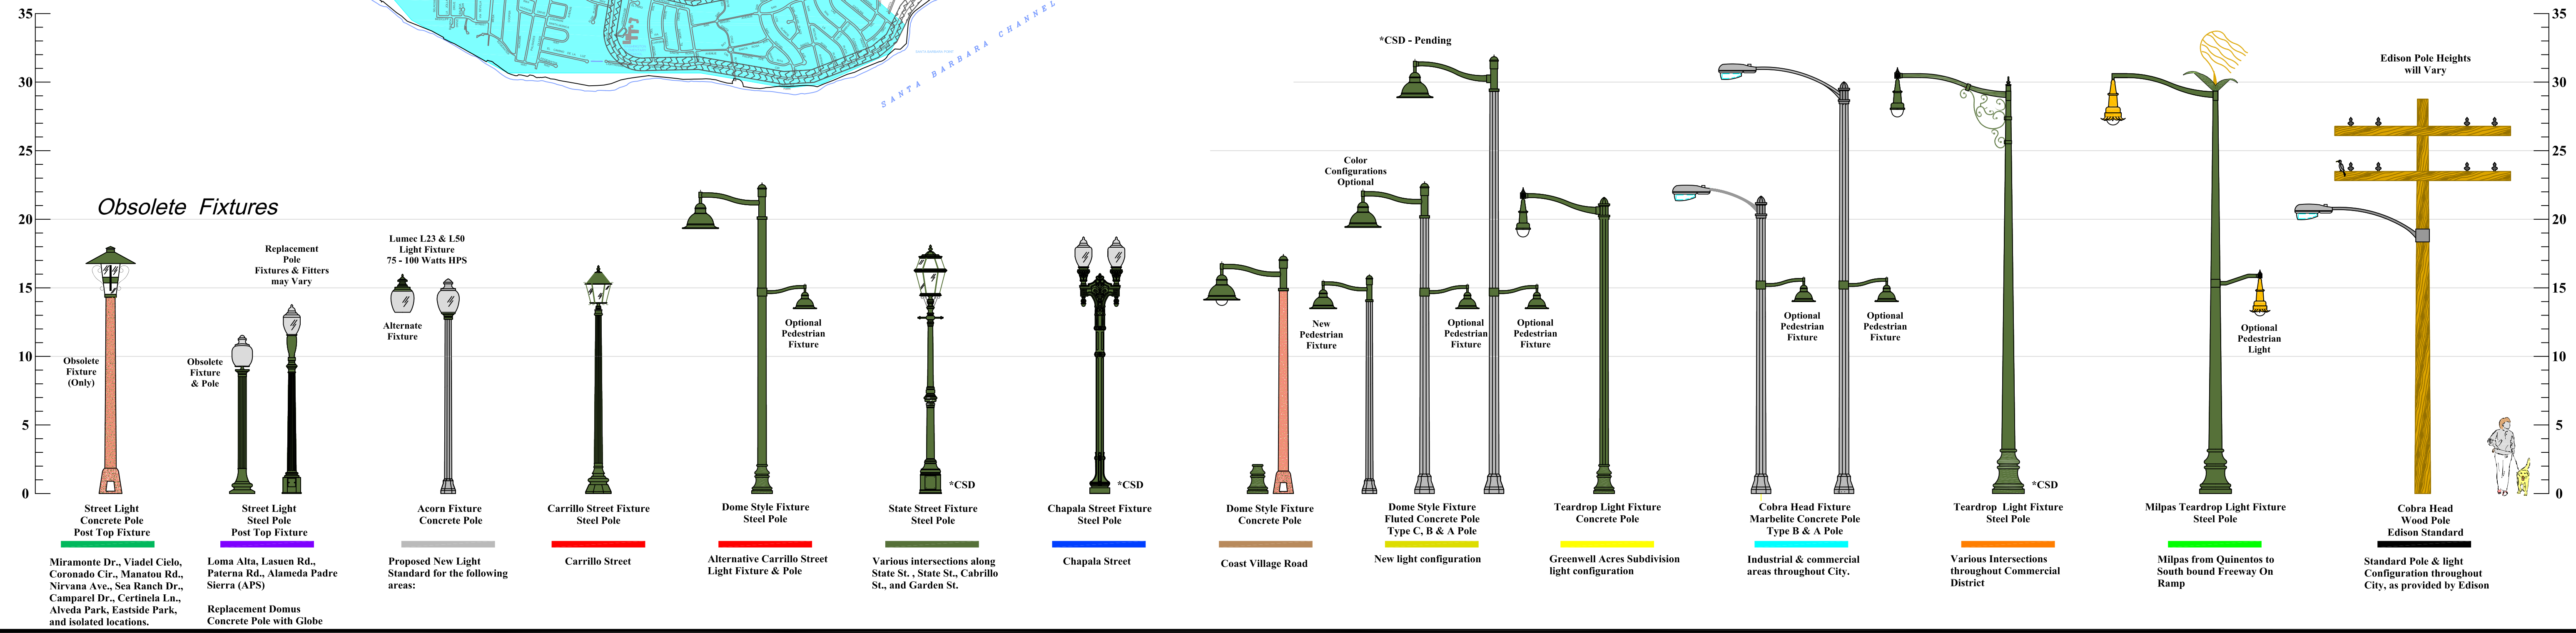 35
30
25
20
15
10
5
0
SANTA BARBARA CHANNEL
*CSD - Pending
35
30
25
20
15
10
5
0
Edison Pole Heights
will Vary
Color
Configurations
Optional
Obsolete Fixtures
Replacement
Pole
Fixtures & Fitters
may Vary
Lumec L23 & L50
Light Fixture
75 - 100 Watts HPS
Alternate
Fixture
Obsolete
Fixture
(Only)
Obsolete
Fixture
& Pole
Optional
Pedestrian
Fixture
New
Pedestrian
Fixture
Optional
Pedestrian
Fixture
Optional
Pedestrian
Fixture
Optional
Pedestrian
Fixture
Optional
Pedestrian
Fixture
Optional
Pedestrian
Light
*CSD
*CSD
*CSD
Street Light
Concrete Pole
Post Top Fixture
Miramonte Dr., Viadel Cielo,
Coronado Cir., Manatou Rd.,
Nirvana Ave., Sea Ranch Dr.,
Camparel Dr., Certinela Ln.,
Alveda Park, Eastside Park,
and isolated locations.
Street Light
Steel Pole
Post Top Fixture
Loma Alta, Lasuen Rd.,
Paterna Rd., Alameda Padre
Sierra (APS)
Replacement Domus
Concrete Pole with Globe
Acorn Fixture
Concrete Pole
Proposed New Light
Standard for the following
areas:
Carrillo Street Fixture
Steel Pole
Carrillo Street
Dome Style Fixture
Steel Pole
Alternative Carrillo Street
Light Fixture & Pole
State Street Fixture
Steel Pole
Various intersections along
State St. , State St., Cabrillo
St., and Garden St.
Chapala Street Fixture
Steel Pole
Chapala Street
Dome Style Fixture
Concrete Pole
Coast Village Road
Dome Style Fixture
Fluted Concrete Pole
Type C, B & A Pole
New light configuration
Teardrop Light Fixture
Concrete Pole
Greenwell Acres Subdivision
light configuration
Cobra Head Fixture
Marbelite Concrete Pole
Type B & A Pole
Industrial & commercial
areas throughout City.
Teardrop Light Fixture
Steel Pole
Various Intersections
throughout Commercial
District
Milpas Teardrop Light Fixture
Steel Pole
Milpas from Quinentos to
South bound Freeway On
Ramp
Cobra Head
Wood Pole
Edison Standard
Standard Pole & light
Configuration throughout
City, as provided by Edison